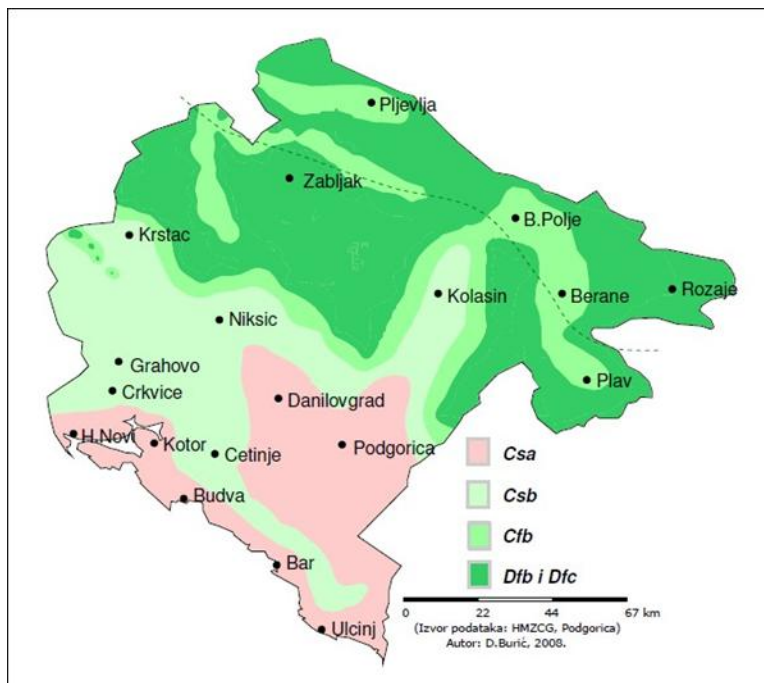 Pljevlja
Zabljak
B.Polje
Krstac
Kolasin
Berane
Rozaje
Niksic
Grahovo
Plav
Crkvice
Danilovgrad
H.Novi
Kotor
Podgorica
Cetinje
Budva
Bar
Ulcinj
Csa
Csb
Cfb
Dfb i Dfc
0 22 44 67 km
(Izvor podataka: HMZCG, Podgorica)
Autor: D.Burić, 2008.